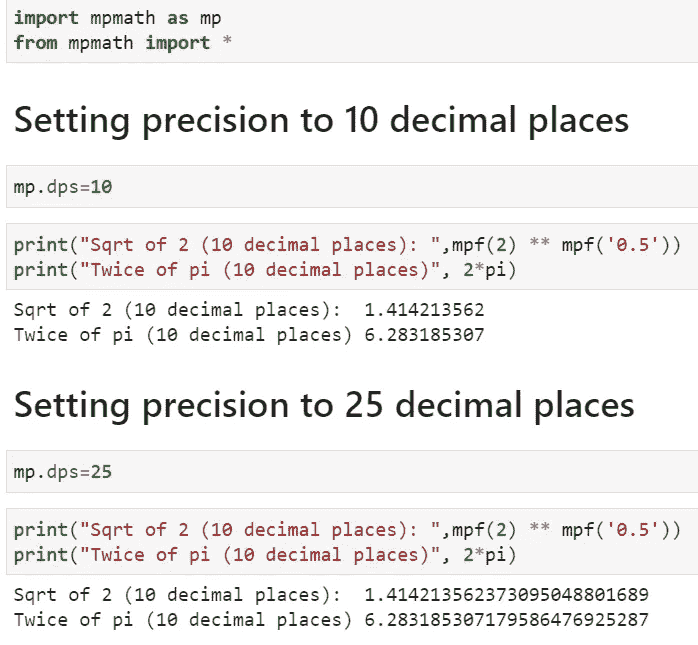 import mpmath as mp
from mpmath import *
Setting precision to 10 decimal places
mp.dps=10
print("Sqrt of 2 (10 decimal places): ",mpf(2) ** mpf('0.5'))
print("Twice of pi (10 decimal places)", 2*pi)
Sqrt of 2 (10 decimal places):  1.414213562
Twice of pi (10 decimal places) 6.283185307
Setting precision to 25 decimal places
mp.dps=25
print("Sqrt of 2 (10 decimal places): ",mpf(2) ** mpf('0.5'))
print("Twice of pi (10 decimal places)", 2*pi)
Sqrt of 2 (10 decimal places):  1.414213562373095048801689
Twice of pi (10 decimal places) 6.283185307179586476925287